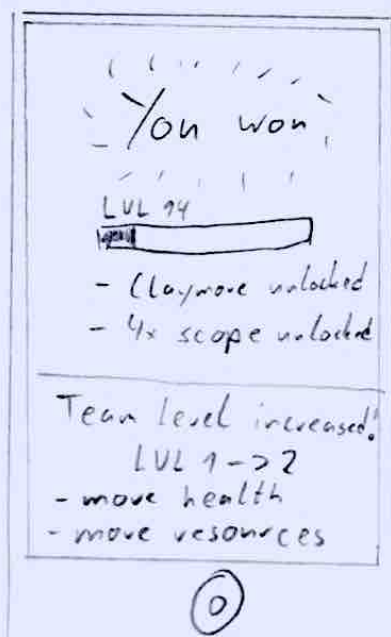 You won
LVL 14
- Claymore unlocked
- 4x scope unlocked
Team level increased!
LVL 1 -> 2
- more health
- more resources